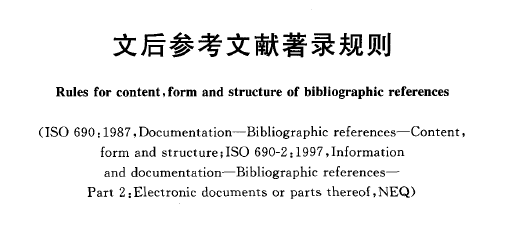 文后参考文献著录规则
Rules for content,form and structure of bibliographic references
(ISO 690:1987,Documentation—Bibliographic references—Content,
form and structure;ISO 690-2:1997,Information
and documentation—Bibliographic references—
Part 2:Electronic documents or parts thereof,NEQ)